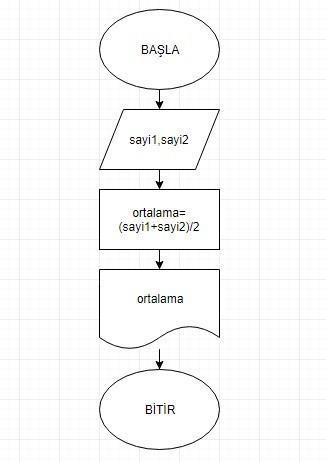 BAŞLA
sayi1,sayi2
ortalama=
(sayi1+sayi2)/2
ortalama
BİTİR